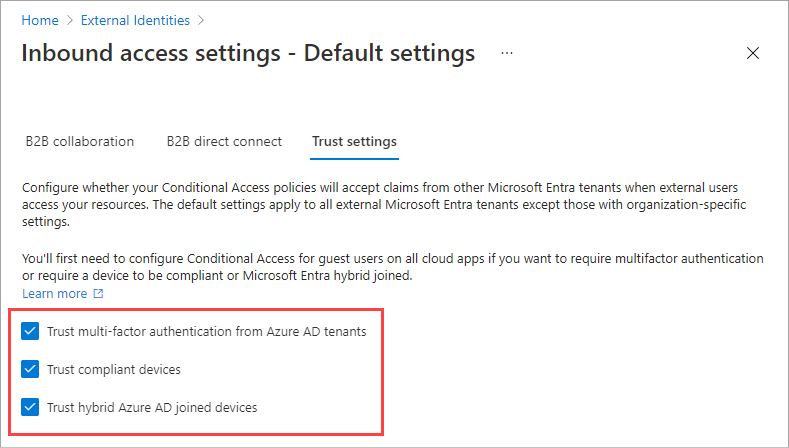 Home > External Identities >
Inbound access settings - Default settings ...
B2B collaboration B2B direct connect Trust settings
Configure whether your Conditional Access policies will accept claims from other Microsoft Entra tenants when external users
access your resources. The default settings apply to all external Microsoft Entra tenants except those with organization-specific
settings.
You'll first need to configure Conditional Access for guest users on all cloud apps if you want to require multifactor authentication
or require a device to be compliant or Microsoft Entra hybrid joined.
Learn more
Trust multi-factor authentication from Azure AD tenants
Trust compliant devices
Trust hybrid Azure AD joined devices